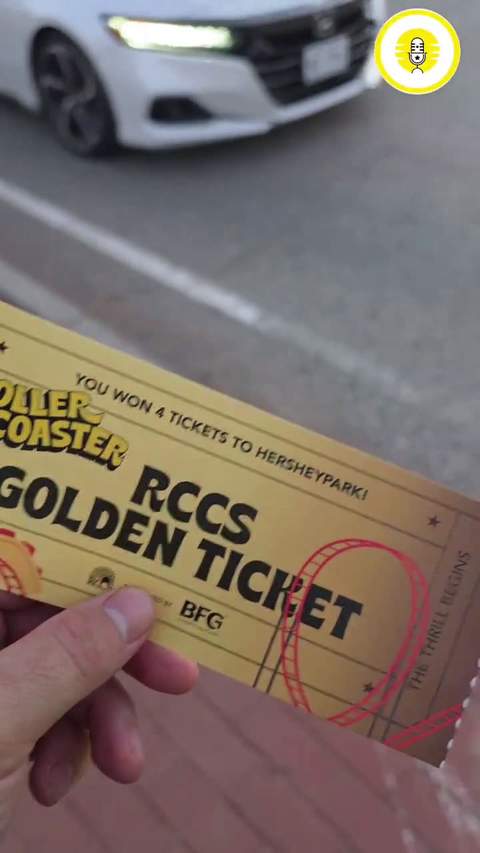 YOU WON 4 TICKETS TO HERSHEYPARK!
OLLER
COASTER
RCCS
GOLDEN TICKET
BFG
THE THRILL BEGINS